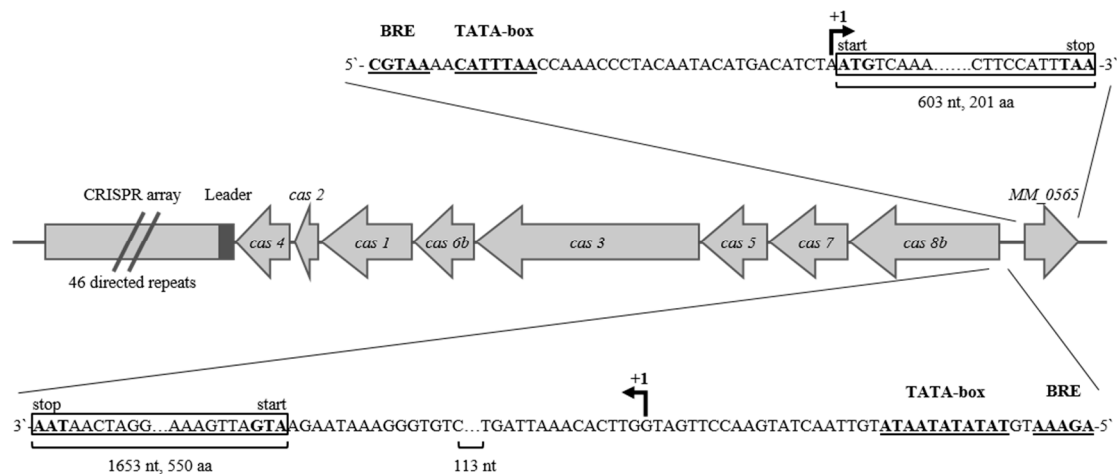 +1
BRE TATA-box
start stop
5`- CGTAAAACATTTAACCAAACCCTACAATACATGACATCTAATGTCAAA.......CTTCCATTTTAA -3`
603 nt, 201 aa
CRISPR array Leader cas 2 MM_0565
cas 4 cas 1 cas 6b cas 3 cas 5 cas 7 cas 8b
46 directed repeats
+1 TATA-box BRE
stop start
3`-AATAACTAGG...AAAGTTAGTAAGAATAAAGGGTGTC...TGATTAAACACTTGGTAGTTCCAAGTATCAATTGTATAATATATATGTAAAGA-5`
1653 nt, 550 aa 113 nt